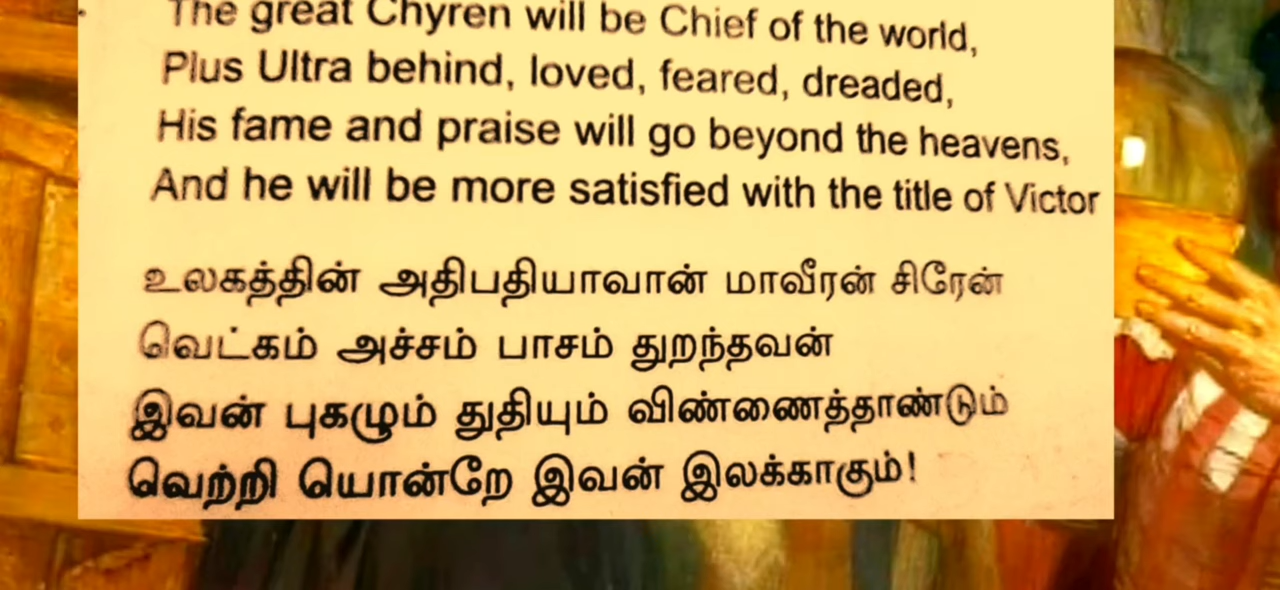 The great Chyren will be Chief of the world,
Plus Ultra behind, loved, feared, dreaded,
His fame and praise will go beyond the heavens,
And he will be more satisfied with the title of Victor
உலகத்தின் அதிபதியாவான் மாவீரன் சிரேன்
வெட்கம் அச்சம் பாசம் துறந்தவன்
இவன் புகழும் துதியும் விண்ணைத்தாண்டும்
வெற்றி யொன்றே இவன் இலக்காகும்!